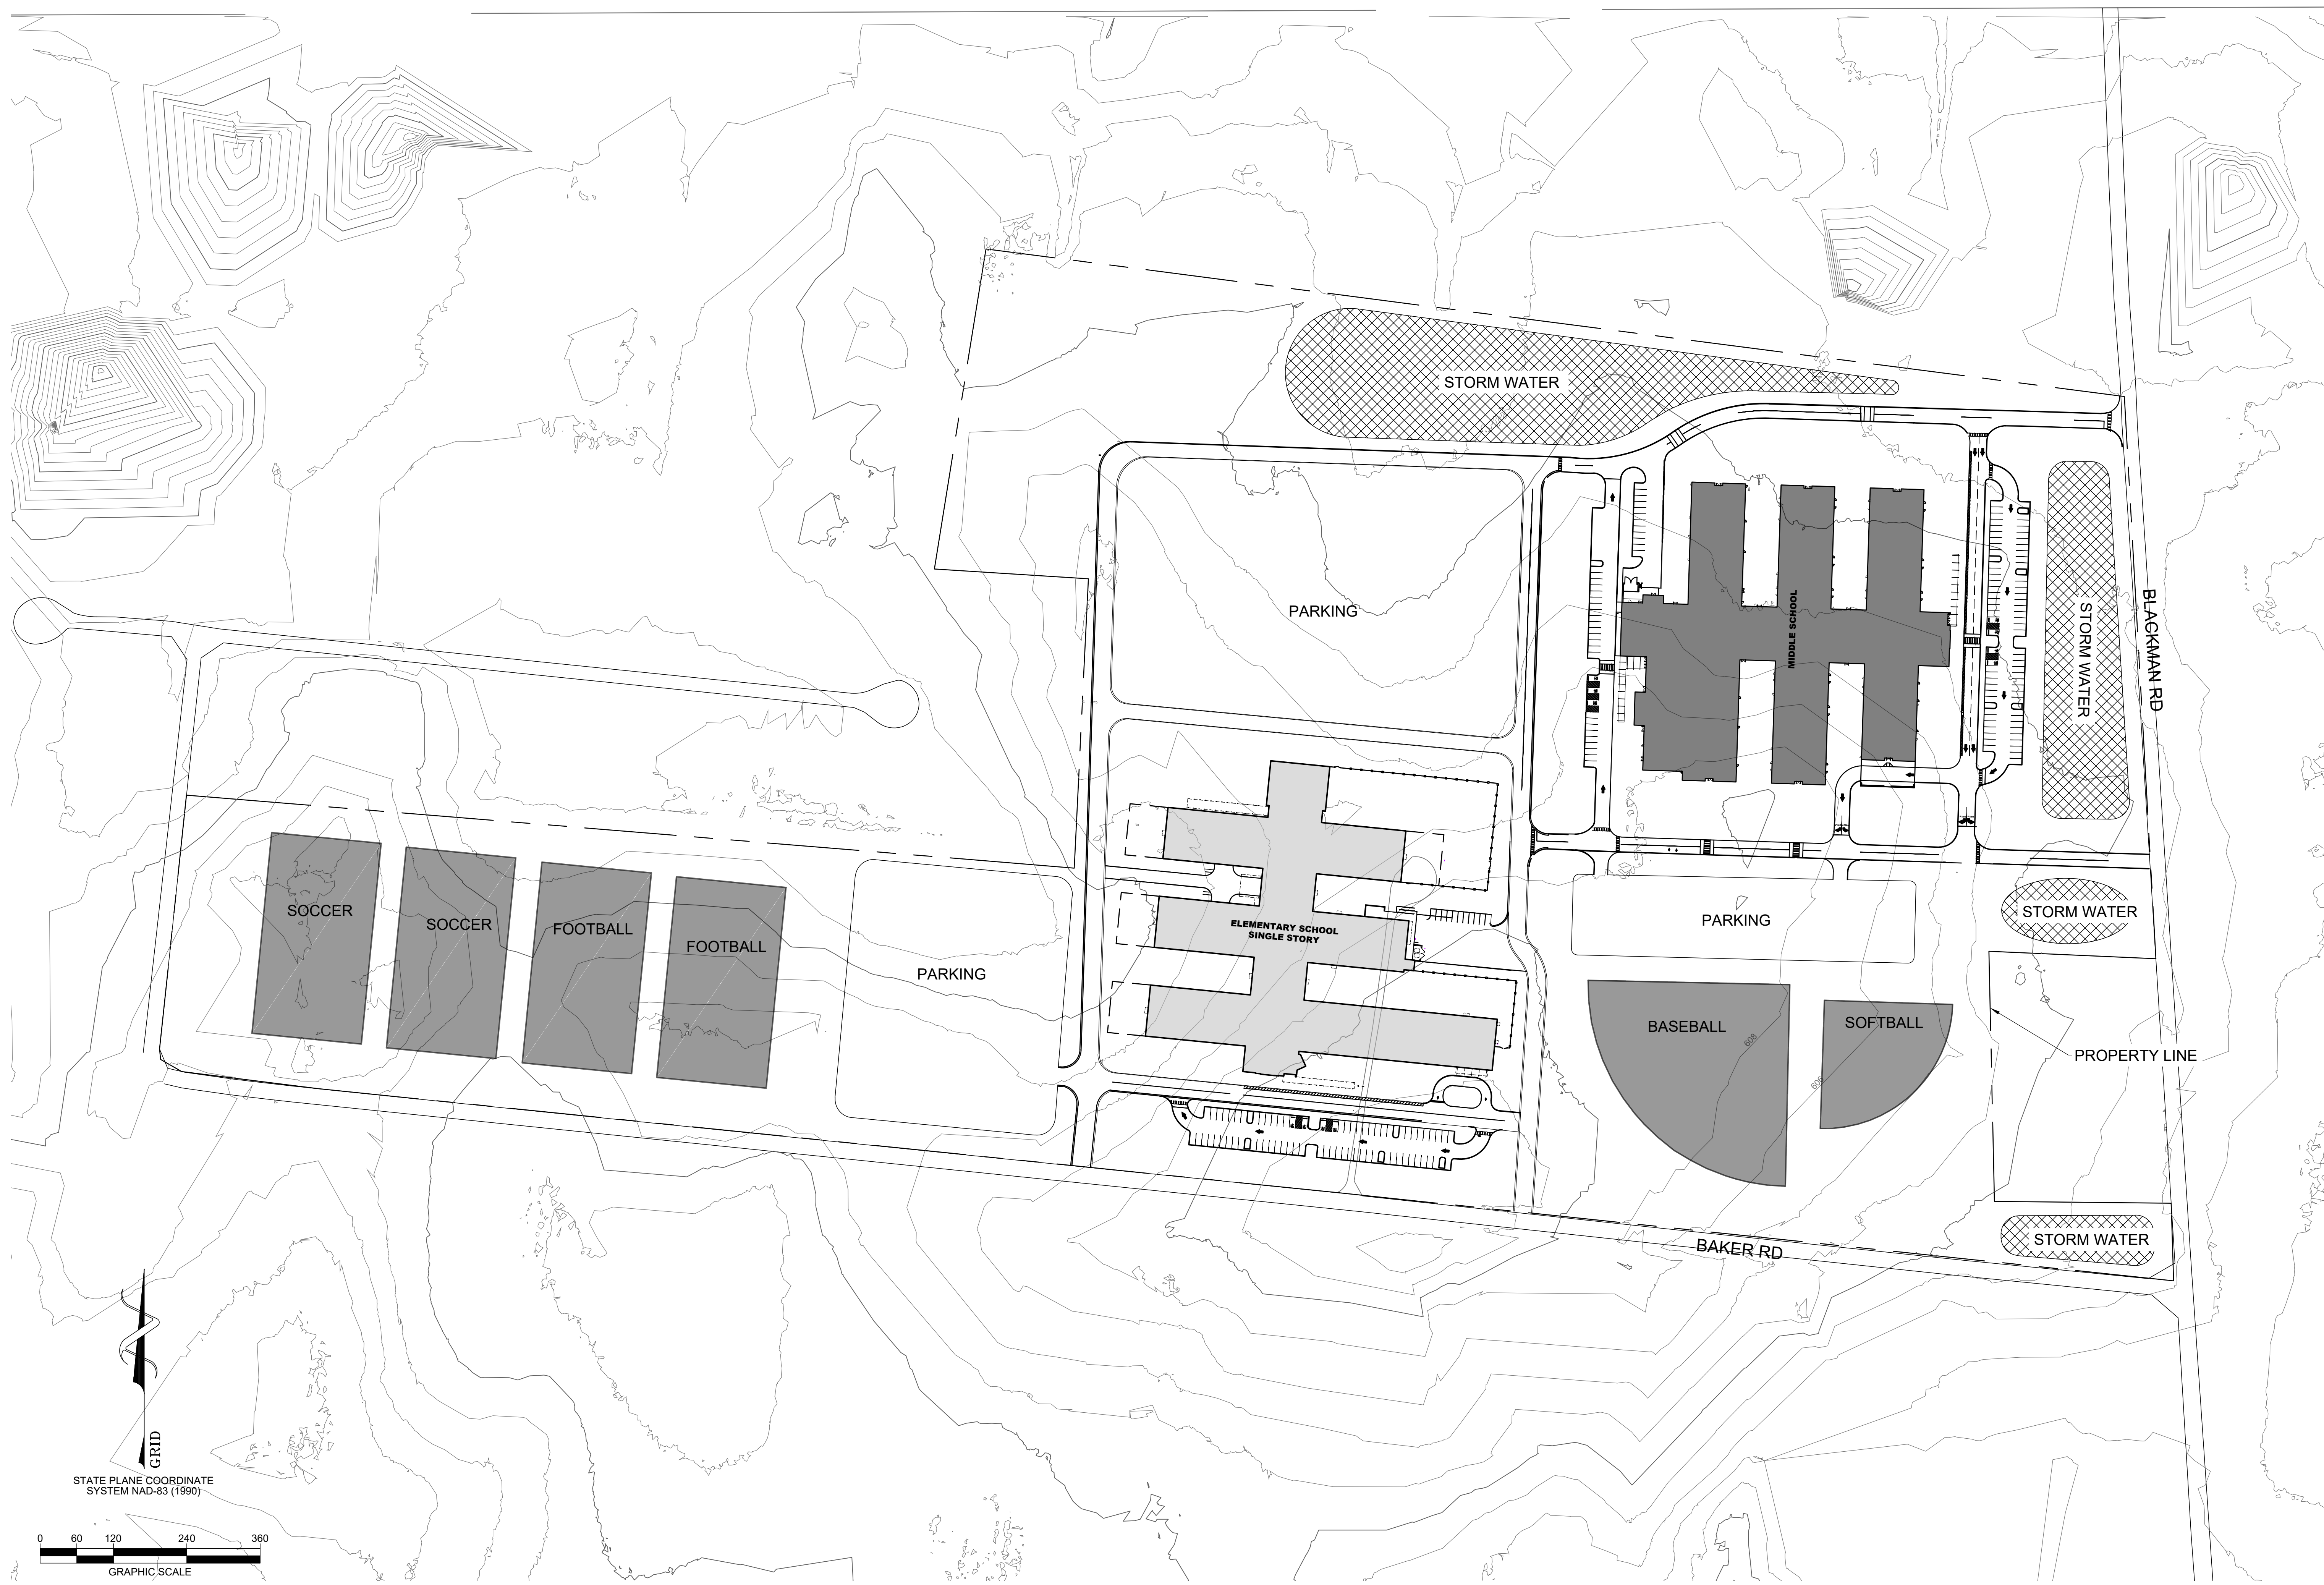 STORM WATER
PARKING
MIDDLE SCHOOL
STORM WATER
BLACKMAN RD
SOCCER
SOCCER
FOOTBALL
FOOTBALL
PARKING
ELEMENTARY SCHOOL
SINGLE STORY
PARKING
STORM WATER
BASEBALL
608
SOFTBALL
PROPERTY LINE
STORM WATER
BAKER RD
GRID
STATE PLANE COORDINATE
SYSTEM NAD-83 (1990)
0 60 120 240 360
GRAPHIC SCALE